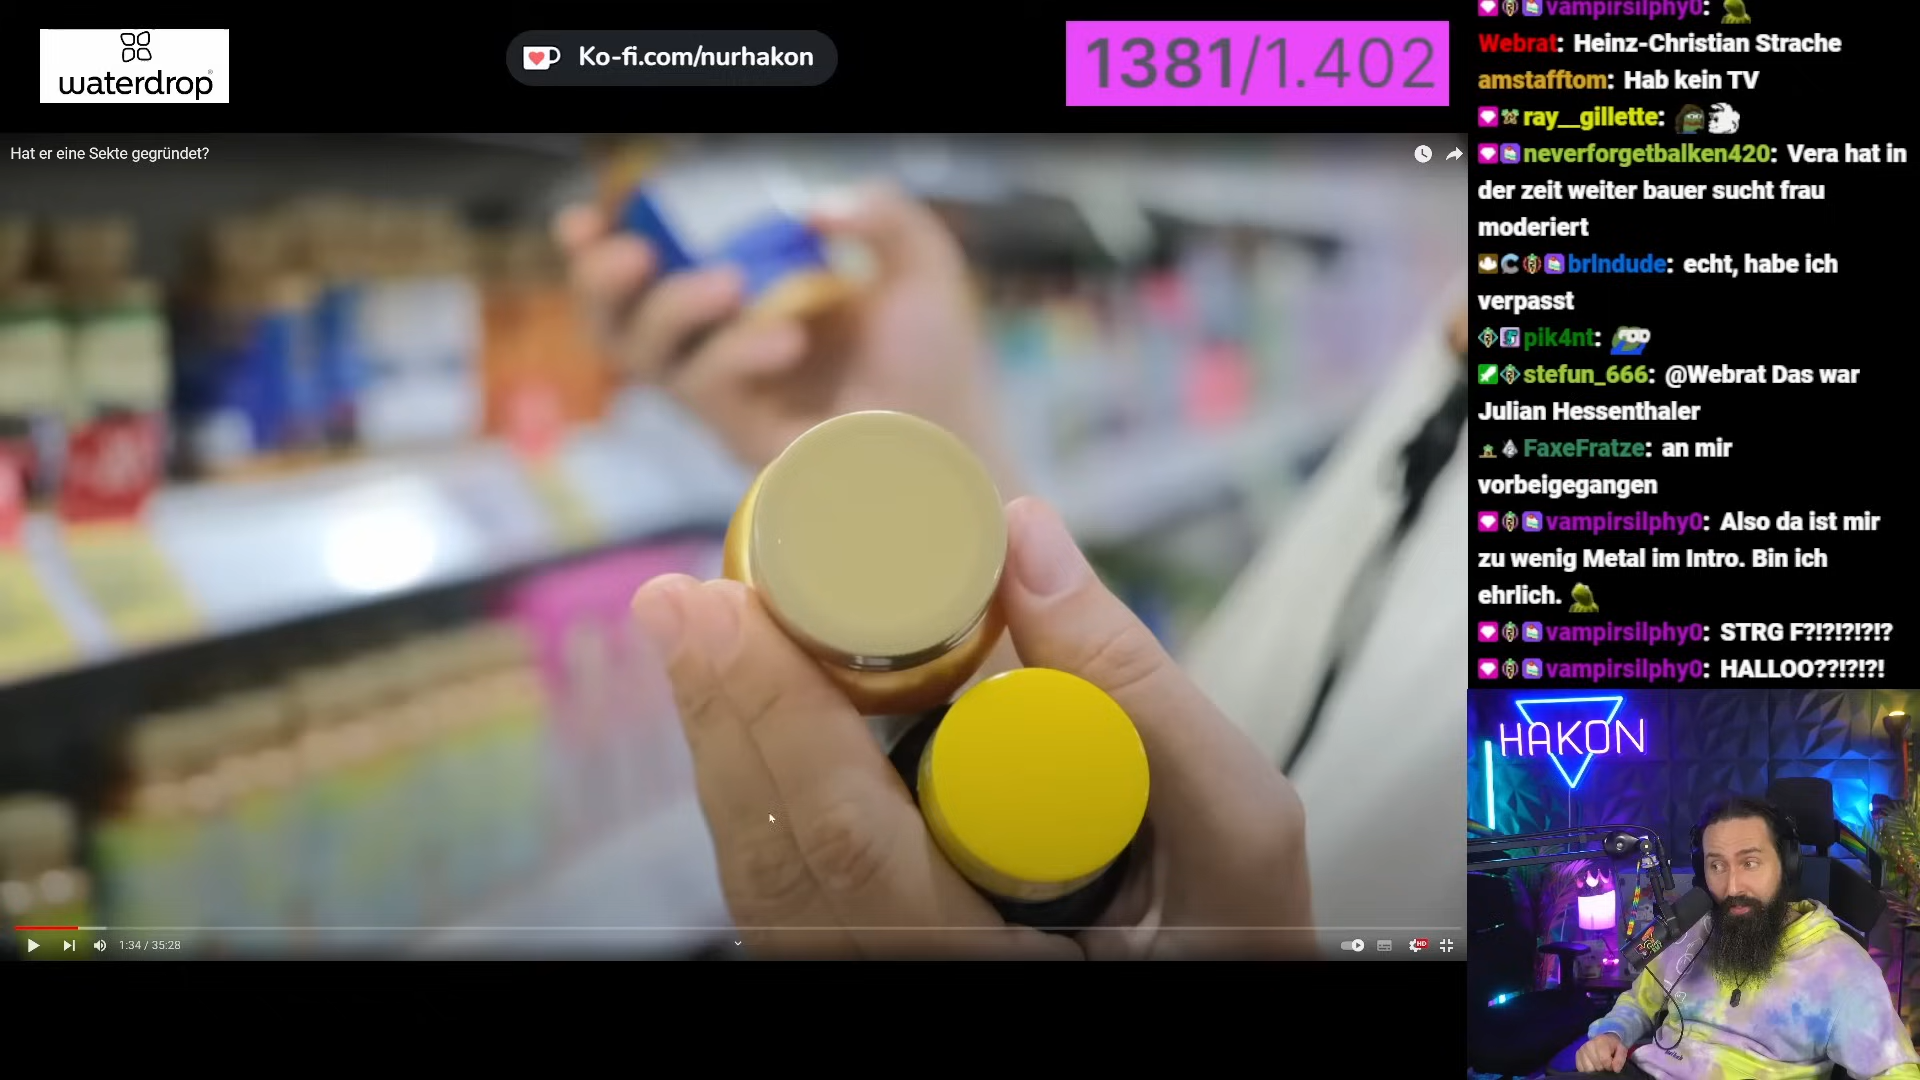 waterdrop
Ko-fi.com/nurhakon
1381/1.402
Hat er eine Sekte gegründet?
1:34 / 35:28
HD
vampirsilphy0:
Webrat: Heinz-Christian Strache
amstafftom: Hab kein TV
ray__gillette:
neverforgetbalken420: Vera hat in
der zeit weiter bauer sucht frau
moderiert
brlndude: echt, habe ich
verpasst
pik4nt:
stefun_666: @Webrat Das war
Julian Hessenthaler
FaxeFratze: an mir
vorbeigegangen
vampirsilphy0: Also da ist mir
zu wenig Metal im Intro. Bin ich
ehrlich.
vampirsilphy0: STRG F?!?!?!?!?
vampirsilphy0: HALLOO??!?!?!
HAKON